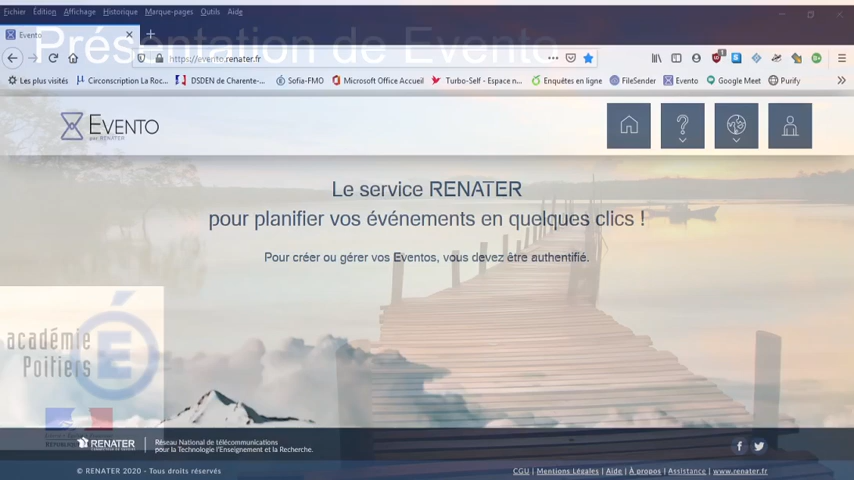 Fichier Édition Affichage Historique Marque-pages Outils Aide
Présentation de Evento
Evento
https://evento.renater.fr
Les plus visités Circonscription La Roc... DSDEN de Charente-... Sofia-FMO Microsoft Office Accueil Turbo-Self - Espace n... Enquêtes en ligne FileSender Evento Google Meet Purify
EVENTO
par RENATER
Le service RENATER
pour planifier vos événements en quelques clics !
Pour créer ou gérer vos Eventos, vous devez être authentifié.
académie
Poitiers
RENATER
Réseau National de télécommunications
pour la Technologie l'Enseignement et la Recherche.
© RENATER 2020 - Tous droits réservés
CGU | Mentions Légales | Aide | À propos | Assistance | www.renater.fr